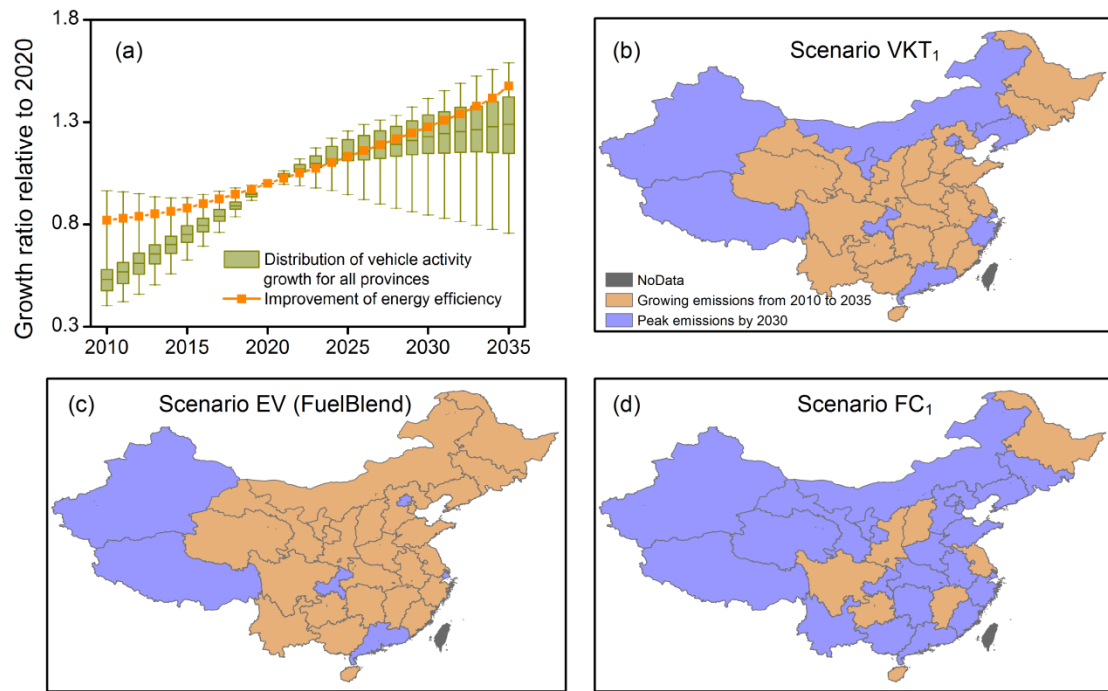 Growth ratio relative to 2020
1.8
1.3
0.8
0.3
(a)
Distribution of vehicle activity
growth for all provinces
Improvement of energy efficiency
2010 2015 2020 2025 2030 2035
(b) Scenario VKT₁
NoData
Growing emissions from 2010 to 2035
Peak emissions by 2030
(c) Scenario EV (FuelBlend)
(d) Scenario FC₁